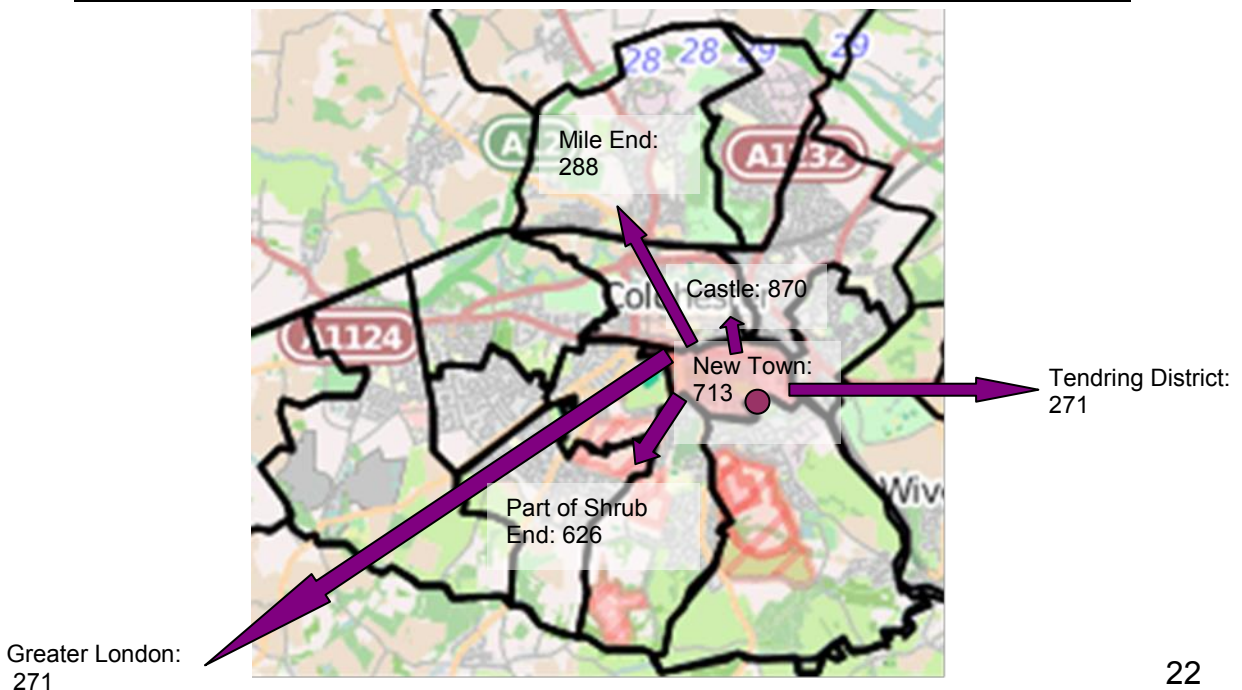 28 28 29 29
Mile End:
288
A1232
Castle: 870
A1124
New Town:
713
Tendring District:
271
Wiv
Part of Shrub
End: 626
Greater London:
271
22